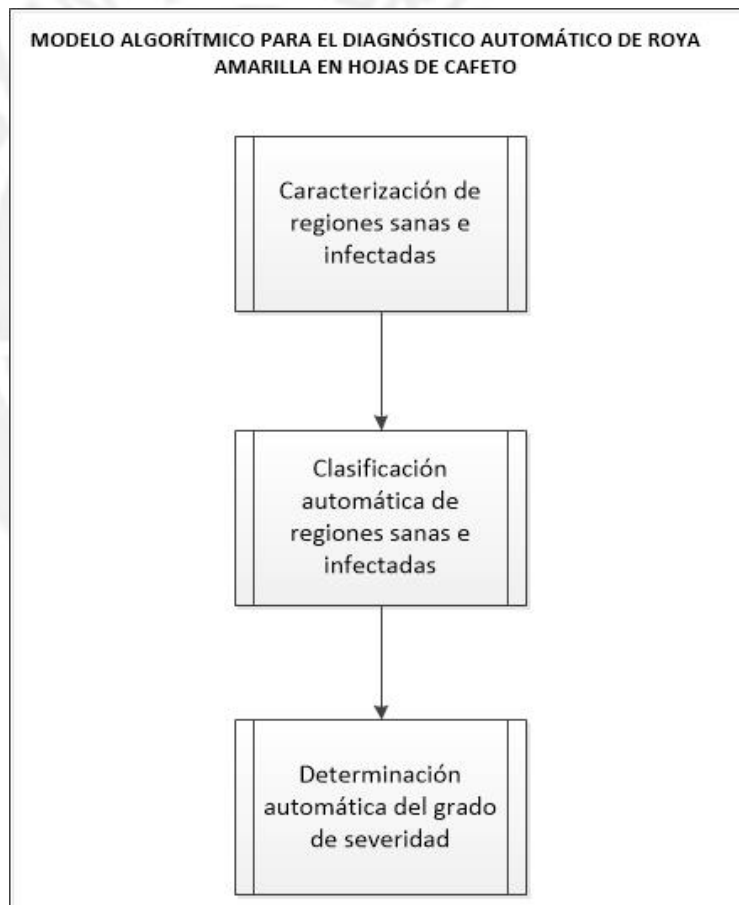 MODELO ALGORÍTMICO PARA EL DIAGNÓSTICO AUTOMÁTICO DE ROYA
AMARILLA EN HOJAS DE CAFETO
Caracterización de
regiones sanas e
infectadas
Clasificación
automática de
regiones sanas e
infectadas
Determinación
automática del grado
de severidad